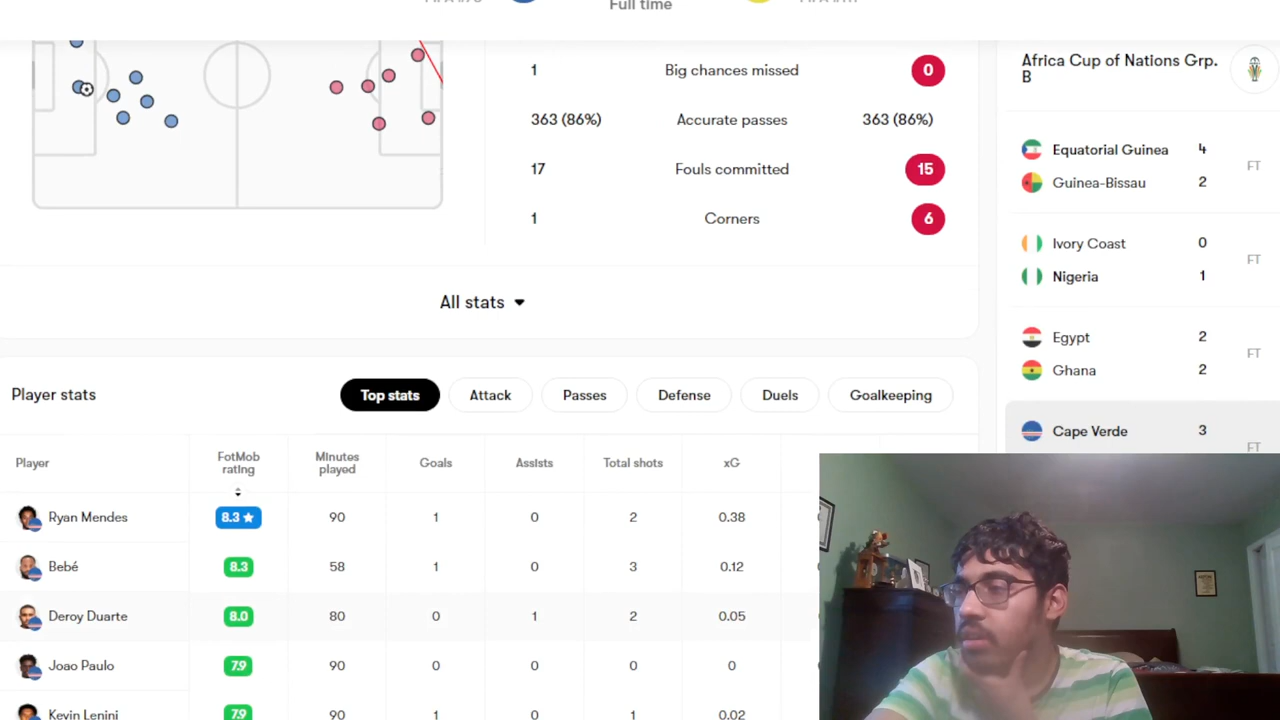 Full time
1 Big chances missed 0
363 (86%) Accurate passes 363 (86%)
17 Fouls committed 15
1 Corners 6
All stats
Player stats
Top stats Attack Passes Defense Duels Goalkeeping
Player FotMob rating Minutes played Goals Assists Total shots xG
Ryan Mendes 8.3 90 1 0 2 0.38
Bebé 8.3 58 1 0 3 0.12
Deroy Duarte 8.0 80 0 1 2 0.05
Joao Paulo 7.9 90 0 0 0 0
Kevin Lenini 7.9 90 1 0 1 0.02
Africa Cup of Nations Grp.
B
Equatorial Guinea 4
FT
Guinea-Bissau 2
Ivory Coast 0
FT
Nigeria 1
Egypt 2
FT
Ghana 2
Cape Verde 3
FT